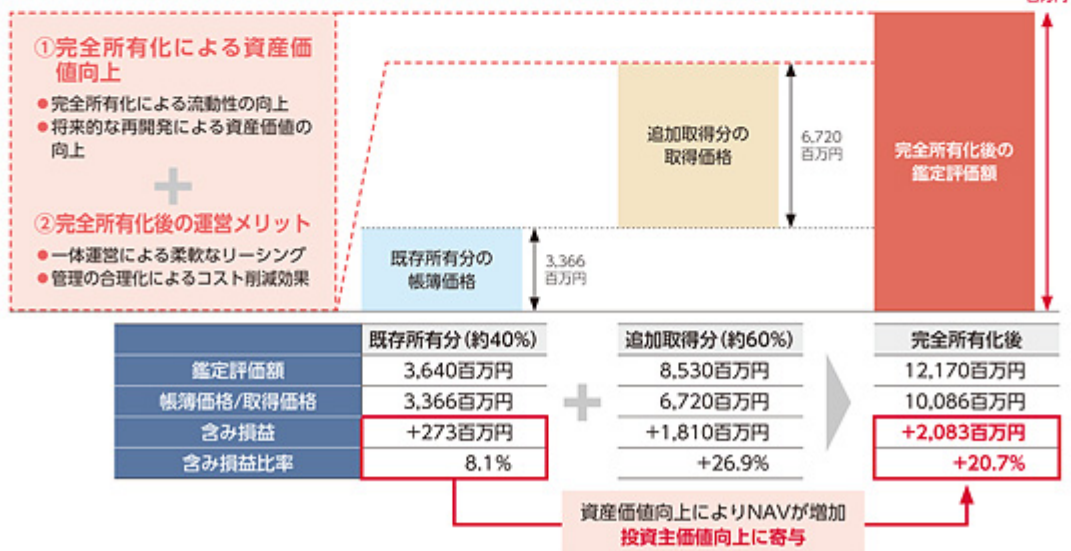 ①完全所有化による資産価
値向上
●完全所有化による流動性の向上
●将来的な再開発による資産価値の
向上
+
②完全所有化後の運営メリット
●一体運営による柔軟なリーシング
●管理の合理化によるコスト削減効果
既存所有分の
帳簿価格
3,366
百万円
追加取得分の
取得価格
6,720
百万円
完全所有化後の
鑑定評価額
既存所有分(約40%) 追加取得分(約60%) 完全所有化後
鑑定評価額 3,640百万円 8,530百万円 12,170百万円
帳簿価格/取得価格 3,366百万円 + 6,720百万円 10,086百万円
含み損益 +273百万円 +1,810百万円 +2,083百万円
含み損益比率 8.1% +26.9% +20.7%
資産価値向上によりNAVが増加
投資主価値向上に寄与